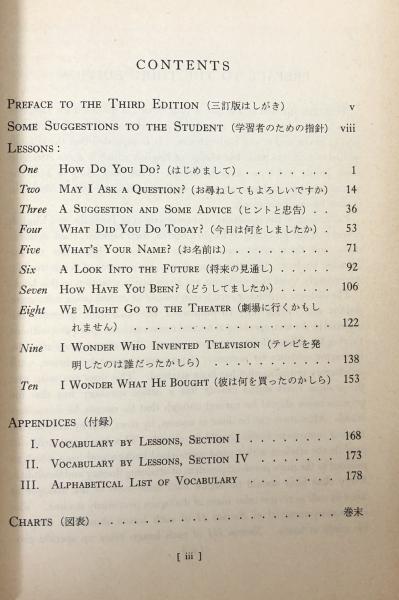 CONTENTS
PREFACE TO THE THIRD EDITION (三訂版はしがき) v
SOME SUGGESTIONS TO THE STUDENT (学習者のための指針) viii
LESSONS :
One HOW DO YOU DO? (はじめまして) . . . . . . . . 1
Two MAY I ASK A QUESTION? (お尋ねしてもよろしいですか) 14
Three A SUGGESTION AND SOME ADVICE (ヒントと忠告) . . 36
Four WHAT DID YOU DO TODAY? (今日は何をしましたか) . 53
Five WHAT'S YOUR NAME? (お名前は) . . . . . . . . 71
Six A LOOK INTO THE FUTURE (将来の見通し) . . . . . 92
Seven HOW HAVE YOU BEEN? (どうしてましたか) . . . . 106
Eight WE MIGHT GO TO THE THEATER (劇場に行くかもし
れません) . . . . . . . . . . . . . . . . 122
Nine I WONDER WHO INVENTED TELEVISION (テレビを発
明したのは誰だったかしら) . . . . . . . . . 138
Ten I WONDER WHAT HE BOUGHT (彼は何を買ったのかしら) 153
APPENDICES (付録)
I. VOCABULARY BY LESSONS, SECTION I . . . . . . . . 168
II. VOCABULARY BY LESSONS, SECTION IV . . . . . . . 173
III. ALPHABETICAL LIST OF VOCABULARY . . . . . . . . 178
CHARTS (図表) . . . . . . . . . . . . . . . . . . . 巻末
[ iii ]